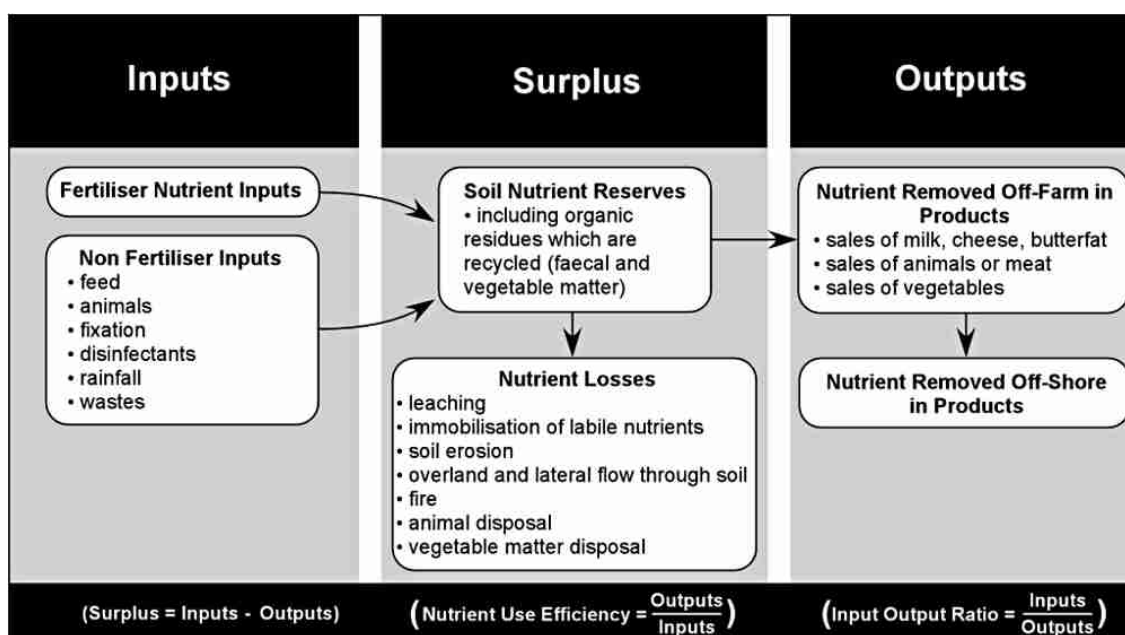 Inputs
Surplus
Outputs
Fertiliser Nutrient Inputs
Non Fertiliser Inputs
• feed
• animals
• fixation
• disinfectants
• rainfall
• wastes
Soil Nutrient Reserves
• including organic
residues which are
recycled (faecal and
vegetable matter)
Nutrient Losses
• leaching
• immobilisation of labile nutrients
• soil erosion
• overland and lateral flow through soil
• fire
• animal disposal
• vegetable matter disposal
Nutrient Removed Off-Farm in
Products
• sales of milk, cheese, butterfat
• sales of animals or meat
• sales of vegetables
Nutrient Removed Off-Shore
in Products
(Surplus = Inputs - Outputs)
(Nutrient Use Efficiency = Outputs / Inputs)
(Input Output Ratio = Inputs / Outputs)